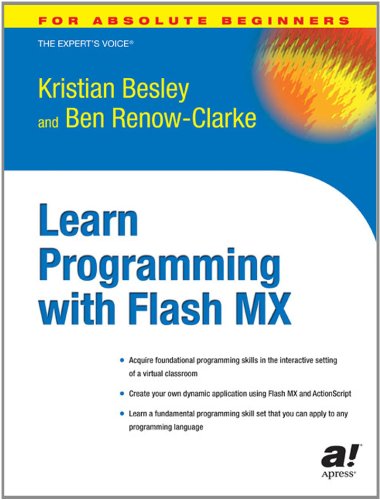 FOR ABSOLUTE BEGINNERS
THE EXPERT'S VOICE®
Kristian Besley
and Ben Renow-Clarke
Learn
Programming
with Flash MX
• Acquire foundational programming skills in the interactive setting
of a virtual classroom
• Create your own dynamic application using Flash MX and ActionScript
• Learn a fundamental programming skill set that you can apply to any
programming language
a!
Apress®